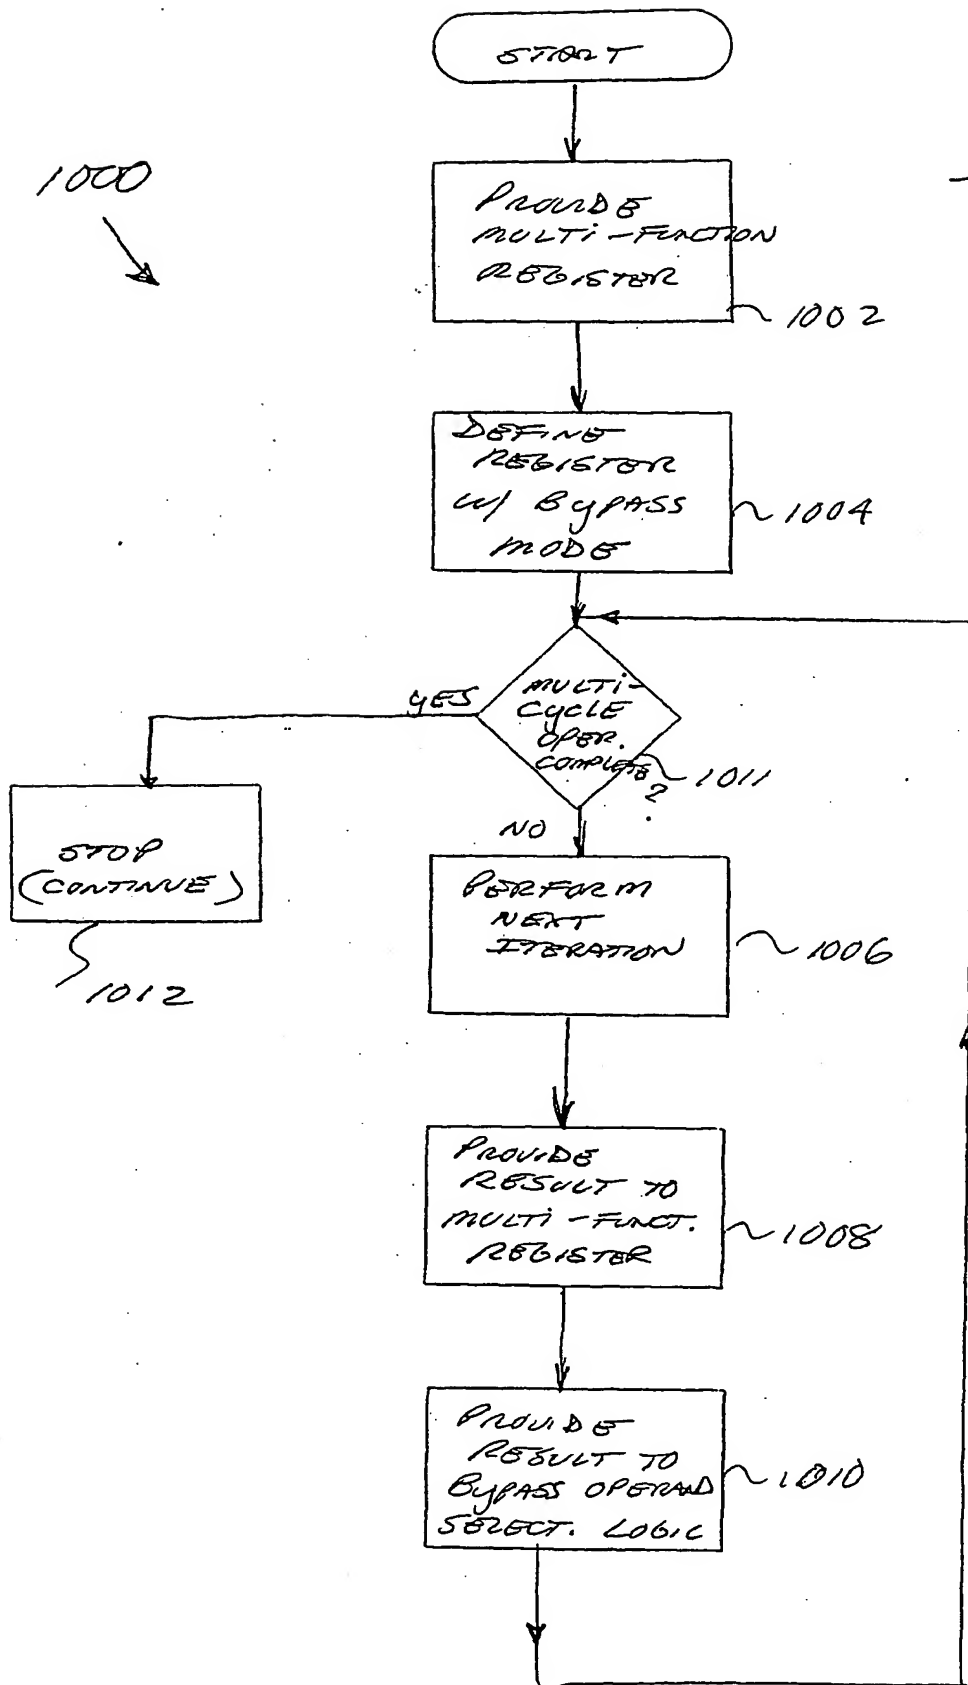 START
1000
PROVIDE
MULTI-FUNCTION
REGISTER
1002
DEFINE
REGISTER
W/ BYPASS
MODE
1004
YES
MULTI-
CYCLE
OPER.
COMPLETE
?
1011
NO
STOP
(CONTINUE)
1012
PERFORM
NEXT
ITERATION
1006
PROVIDE
RESULT TO
MULTI-FUNCT.
REGISTER
1008
PROVIDE
RESULT TO
BYPASS OPERAND
SELECT. LOGIC
1010